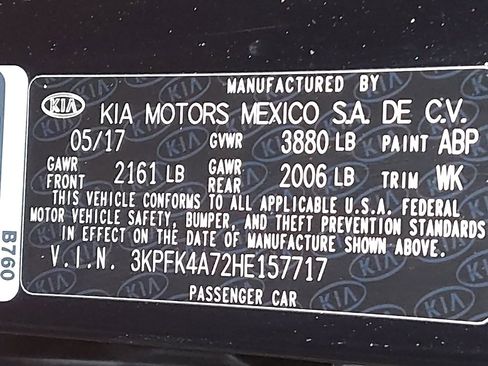 MANUFACTURED BY
KIA KIA MOTORS MEXICO S.A. DE C.V.
05/17 GVWR 3880 LB PAINT ABP
GAWR FRONT 2161 LB GAWR REAR 2006 LB TRIM WK
THIS VEHICLE CONFORMS TO ALL APPLICABLE U.S.A. FEDERAL
MOTOR VEHICLE SAFETY, BUMPER, AND THEFT PREVENTION STANDARDS
IN EFFECT ON THE DATE OF MANUFACTURE SHOWN ABOVE.
V.I.N. 3KPFK4A72HE157717
PASSENGER CAR
B760